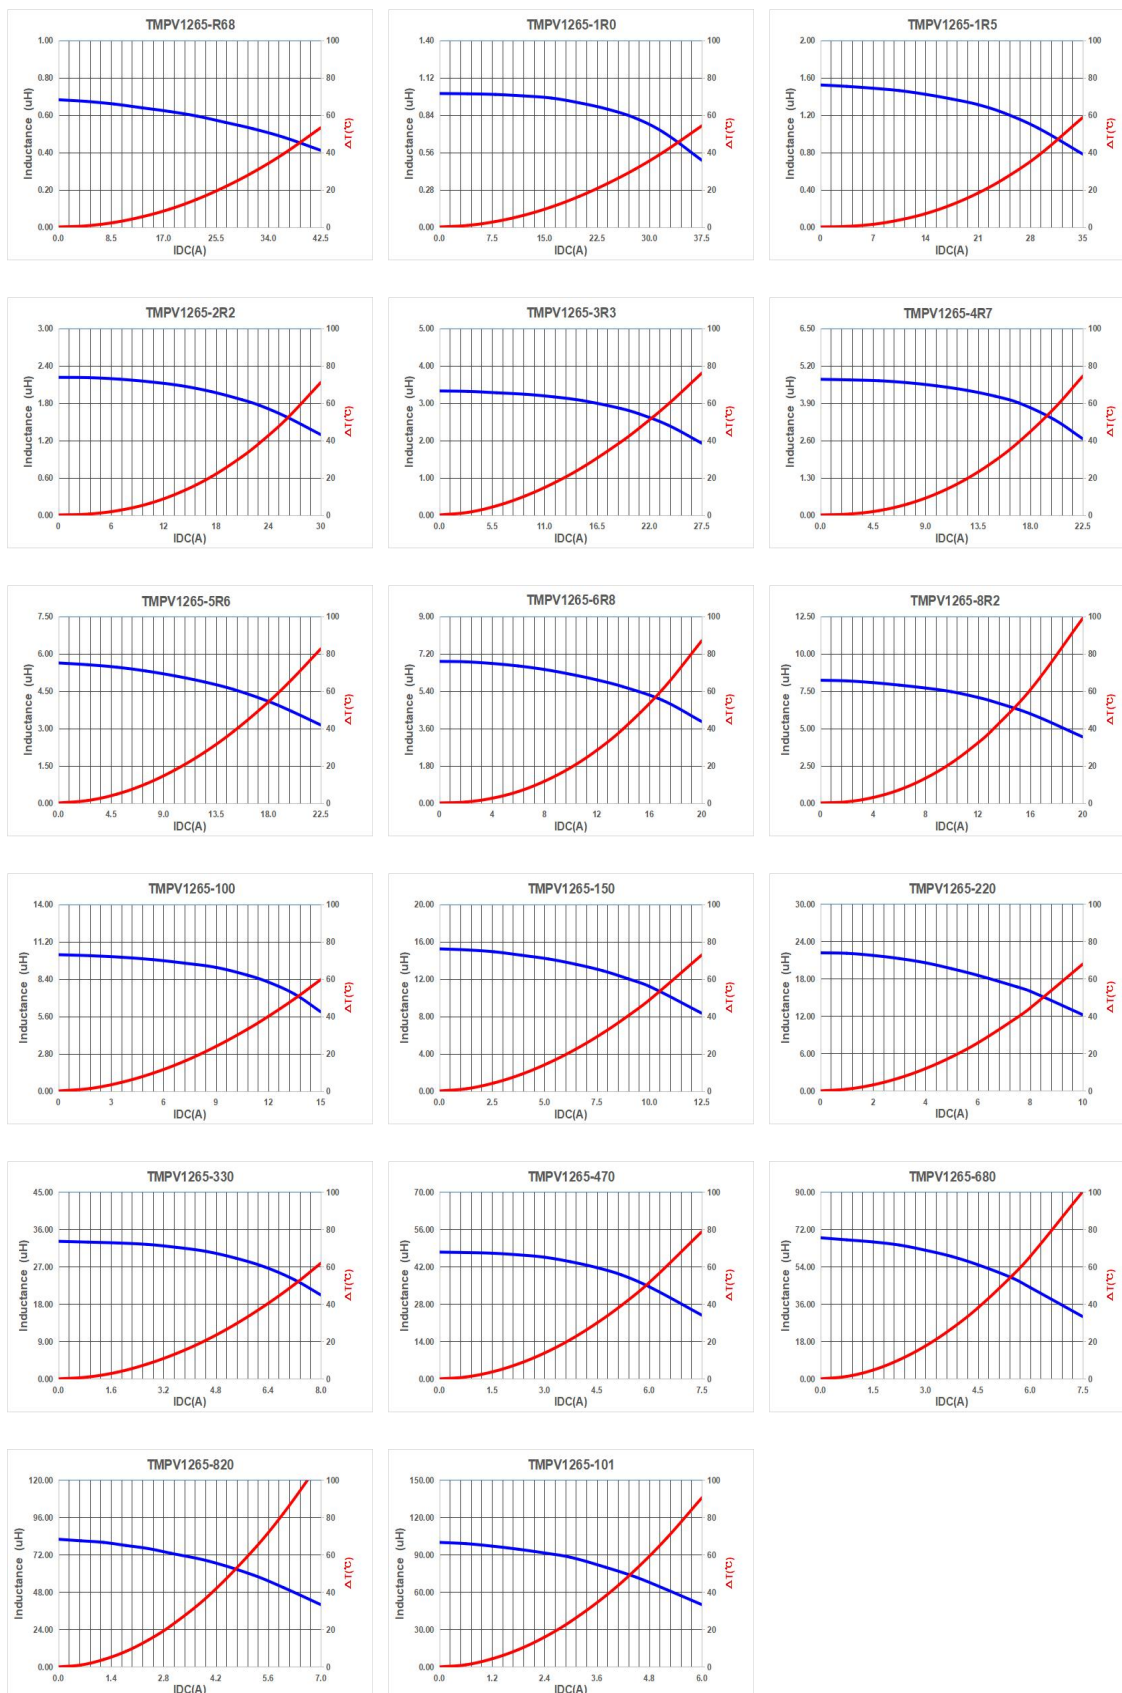 TMPV1265-R68
Inductance (uH)
1.00 100
0.80 80
0.60 60
0.40 40
0.20 20
0.00 0
△T(℃)
0.0 8.5 17.0 25.5 34.0 42.5
IDC(A)
TMPV1265-1R0
Inductance (uH)
1.40 100
1.12 80
0.84 60
0.56 40
0.28 20
0.00 0
△T(℃)
0.0 7.5 15.0 22.5 30.0 37.5
IDC(A)
TMPV1265-1R5
Inductance (uH)
2.00 100
1.60 80
1.20 60
0.80 40
0.40 20
0.00 0
△T(℃)
0 7 14 21 28 35
IDC(A)
TMPV1265-2R2
Inductance (uH)
3.00 100
2.40 80
1.80 60
1.20 40
0.60 20
0.00 0
△T(℃)
0 6 12 18 24 30
IDC(A)
TMPV1265-3R3
Inductance (uH)
5.00 100
4.00 80
3.00 60
2.00 40
1.00 20
0.00 0
△T(℃)
0.0 5.5 11.0 16.5 22.0 27.5
IDC(A)
TMPV1265-4R7
Inductance (uH)
6.50 100
5.20 80
3.90 60
2.60 40
1.30 20
0.00 0
△T(℃)
0.0 4.5 9.0 13.5 18.0 22.5
IDC(A)
TMPV1265-5R6
Inductance (uH)
7.50 100
6.00 80
4.50 60
3.00 40
1.50 20
0.00 0
△T(℃)
0.0 4.5 9.0 13.5 18.0 22.5
IDC(A)
TMPV1265-6R8
Inductance (uH)
9.00 100
7.20 80
5.40 60
3.60 40
1.80 20
0.00 0
△T(℃)
0 4 8 12 16 20
IDC(A)
TMPV1265-8R2
Inductance (uH)
12.50 100
10.00 80
7.50 60
5.00 40
2.50 20
0.00 0
△T(℃)
0 4 8 12 16 20
IDC(A)
TMPV1265-100
Inductance (uH)
14.00 100
11.20 80
8.40 60
5.60 40
2.80 20
0.00 0
△T(℃)
0 3 6 9 12 15
IDC(A)
TMPV1265-150
Inductance (uH)
20.00 100
16.00 80
12.00 60
8.00 40
4.00 20
0.00 0
△T(℃)
0.0 2.5 5.0 7.5 10.0 12.5
IDC(A)
TMPV1265-220
Inductance (uH)
30.00 100
24.00 80
18.00 60
12.00 40
6.00 20
0.00 0
△T(℃)
0 2 4 6 8 10
IDC(A)
TMPV1265-330
Inductance (uH)
45.00 100
36.00 80
27.00 60
18.00 40
9.00 20
0.00 0
△T(℃)
0.0 1.6 3.2 4.8 6.4 8.0
IDC(A)
TMPV1265-470
Inductance (uH)
70.00 100
56.00 80
42.00 60
28.00 40
14.00 20
0.00 0
△T(℃)
0.0 1.5 3.0 4.5 6.0 7.5
IDC(A)
TMPV1265-680
Inductance (uH)
90.00 100
72.00 80
54.00 60
36.00 40
18.00 20
0.00 0
△T(℃)
0.0 1.5 3.0 4.5 6.0 7.5
IDC(A)
TMPV1265-820
Inductance (uH)
120.00 100
96.00 80
72.00 60
48.00 40
24.00 20
0.00 0
△T(℃)
0.0 1.4 2.8 4.2 5.6 7.0
IDC(A)
TMPV1265-101
Inductance (uH)
150.00 100
120.00 80
90.00 60
60.00 40
30.00 20
0.00 0
△T(℃)
0.0 1.2 2.4 3.6 4.8 6.0
IDC(A)